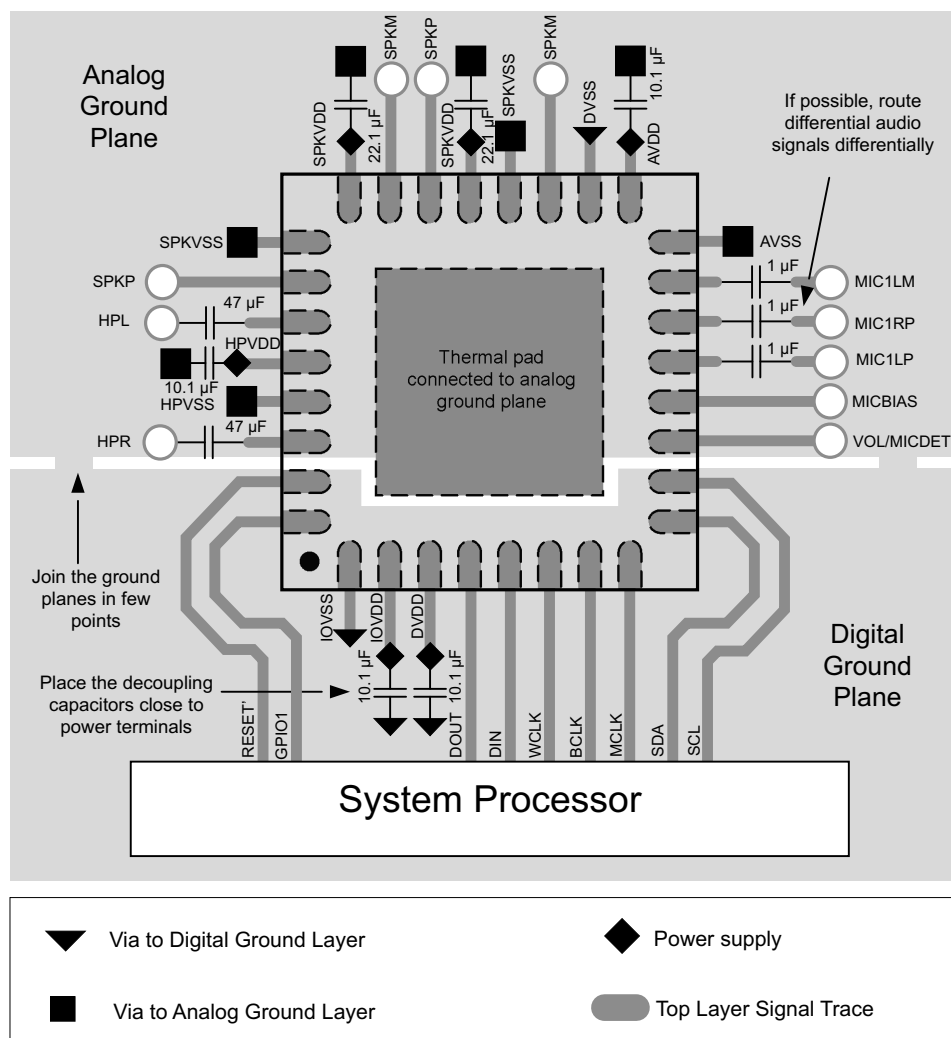 Analog
Ground
Plane
SPKVDD
22.1 µF
SPKM
SPKP
SPKVDD
22.1 µF
SPKVSS
SPKM
DVSS
10.1 µF
AVDD
If possible, route
differential audio
signals differentially
SPKVSS
SPKP
HPL
47 µF
HPVDD
10.1 µF
HPVSS
HPR
47 µF
Thermal pad
connected to analog
ground plane
AVSS
1 µF
MIC1LM
1 µF
MIC1RP
1 µF
MIC1LP
MICBIAS
VOL/MICDET
Join the ground
planes in few
points
Place the decoupling
capacitors close to
power terminals
IOVSS
IOVDD
DVDD
10.1 µF
10.1 µF
Digital
Ground
Plane
RESET'
GPIO1
DOUT
DIN
WCLK
BCLK
MCLK
SDA
SCL
System Processor
Via to Digital Ground Layer
Power supply
Via to Analog Ground Layer
Top Layer Signal Trace